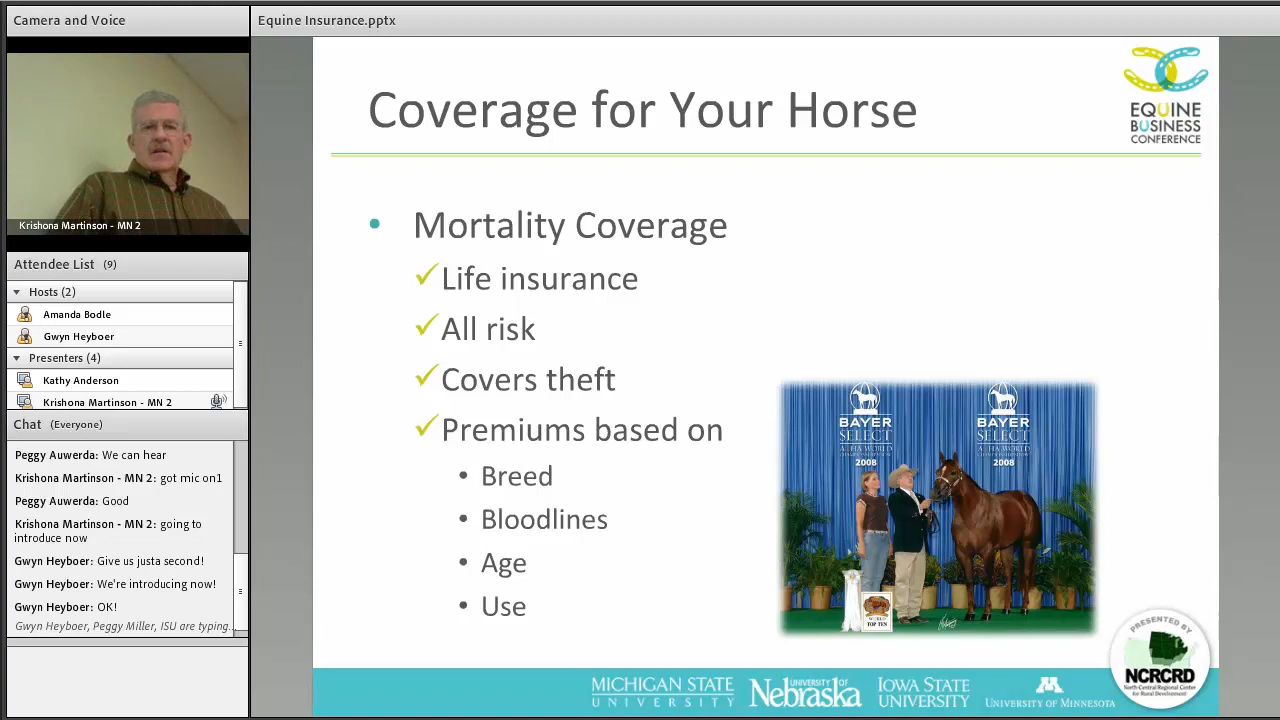 Camera and Voice
Krishona Martinson - MN 2
Attendee List (9)
Hosts (2)
Amanda Bodle
Gwyn Heyboer
Presenters (4)
Kathy Anderson
Krishona Martinson - MN 2
Chat (Everyone)
Peggy Auwerda: We can hear
Krishona Martinson - MN 2: got mic on1
Peggy Auwerda: Good
Krishona Martinson - MN 2: going to
introduce now
Gwyn Heyboer: Give us justa second!
Gwyn Heyboer: We're introducing now!
Gwyn Heyboer: OK!
Gwyn Heyboer, Peggy Miller, ISU are typing...
Equine Insurance.pptx
Coverage for Your Horse
EQUINE
BUSINESS
CONFERENCE
• Mortality Coverage
✓Life insurance
✓All risk
✓Covers theft
✓Premiums based on
• Breed
• Bloodlines
• Age
• Use
BAYER
SELECT
2008
BAYER
SELECT
2008
WORLD
TOP TEN
PRESENTED BY
NCRCRD
North Central Regional Center
for Rural Development
MICHIGAN STATE
UNIVERSITY
UNIVERSITY OF
Nebraska
IOWA STATE
UNIVERSITY
M
UNIVERSITY OF MINNESOTA